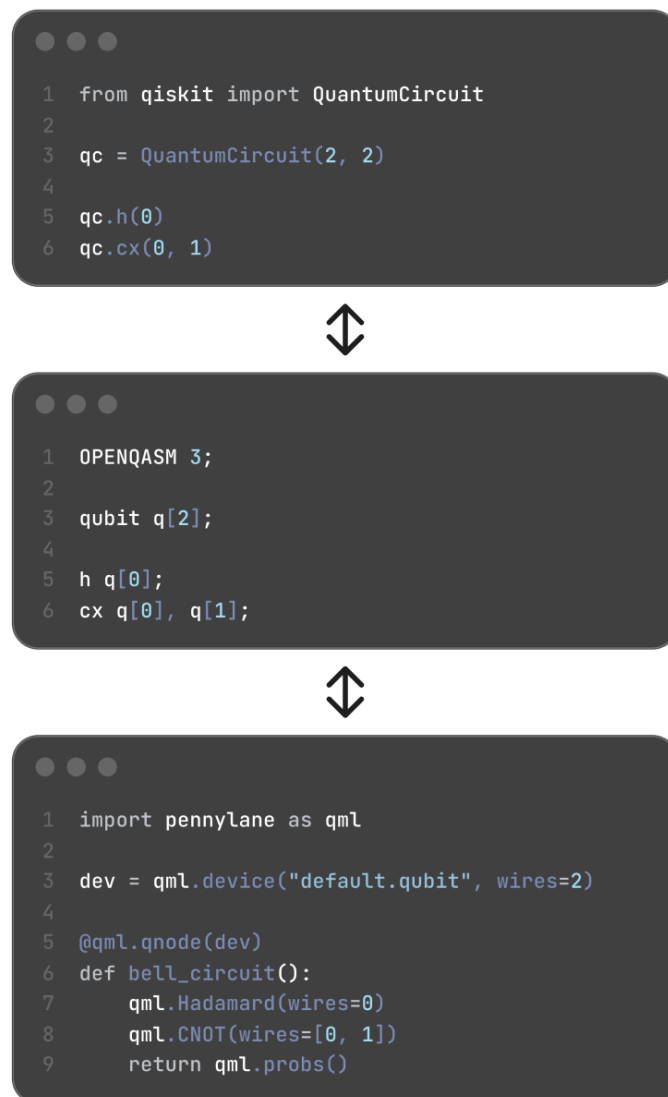 1 from qiskit import QuantumCircuit
2
3 qc = QuantumCircuit(2, 2)
4
5 qc.h(0)
6 qc.cx(0, 1)
1 OPENQASM 3;
2
3 qubit q[2];
4
5 h q[0];
6 cx q[0], q[1];
1 import pennylane as qml
2
3 dev = qml.device("default.qubit", wires=2)
4
5 @qml.qnode(dev)
6 def bell_circuit():
7     qml.Hadamard(wires=0)
8     qml.CNOT(wires=[0, 1])
9     return qml.probs()